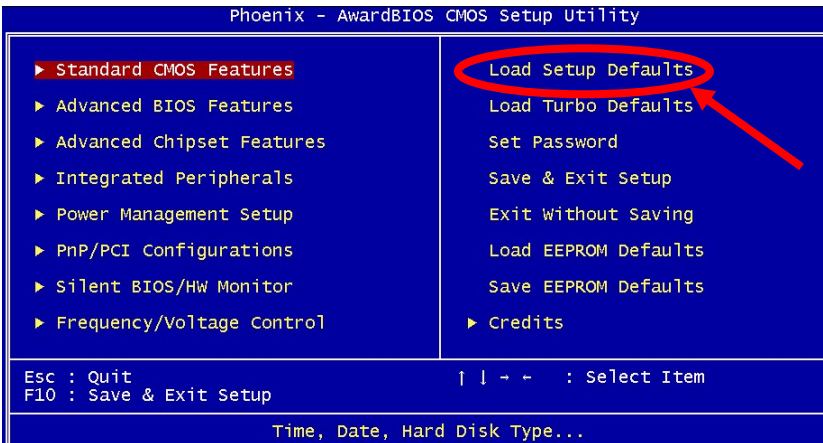 Phoenix - AwardBIOS CMOS Setup Utility
▶ Standard CMOS Features
▶ Advanced BIOS Features
▶ Advanced Chipset Features
▶ Integrated Peripherals
▶ Power Management Setup
▶ PnP/PCI Configurations
▶ Silent BIOS/HW Monitor
▶ Frequency/Voltage Control
Load Setup Defaults
Load Turbo Defaults
Set Password
Save & Exit Setup
Exit Without Saving
Load EEPROM Defaults
Save EEPROM Defaults
▶ Credits
Esc : Quit
F10 : Save & Exit Setup
↑ ↓ → ← : Select Item
Time, Date, Hard Disk Type...